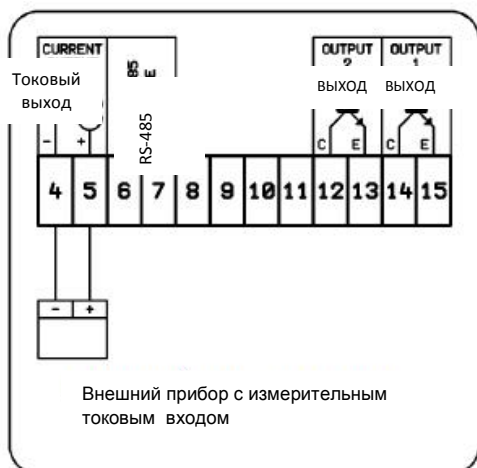 CURRENT
Токовый
выход
- +
85
E
RS-485
OUTPUT
2
выход
C E
OUTPUT
1
выход
C E
4 5 6 7 8 9 10 11 12 13 14 15
- +
Внешний прибор с измерительным
токовым входом